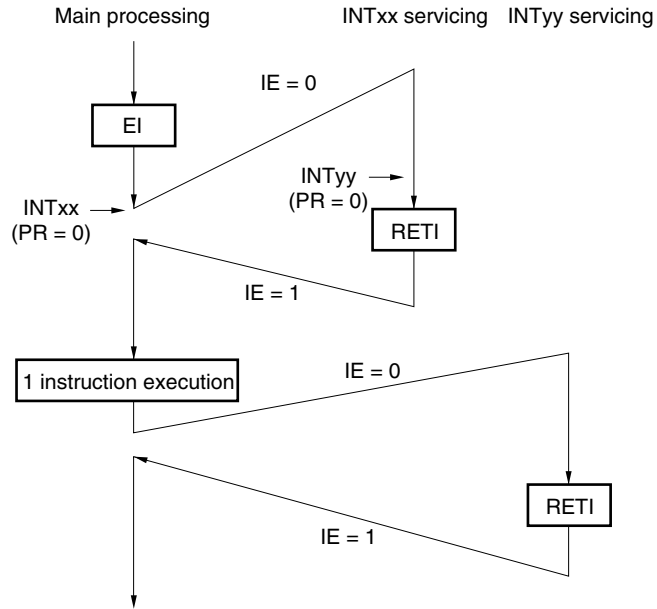 Main processing
INTxx servicing
INTyy servicing
IE = 0
EI
INTyy
(PR = 0)
INTxx
(PR = 0)
RETI
IE = 1
1 instruction execution
IE = 0
RETI
IE = 1